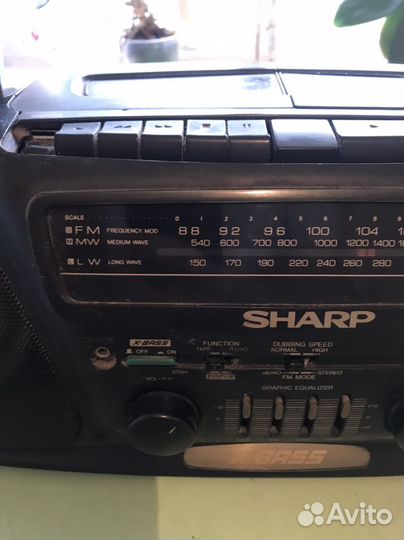 SCALE 0 1 2 3 4 5 6 7 8 9
U FM FREQUENCY MOD 88 92 96 100 104
M MW MEDIUM WAVE 540 600 700 800 1000 1200 1400
L LW LONG WAVE 150 170 190 220 240 260 280
SHARP
X-BASS
OFF ON
FUNCTION
TAPE RADIO
DUBBING SPEED
NORMAL HIGH
MONO STEREO
FM MODE
VOLUME
GRAPHIC EQUALIZER
X-BASS
Avito